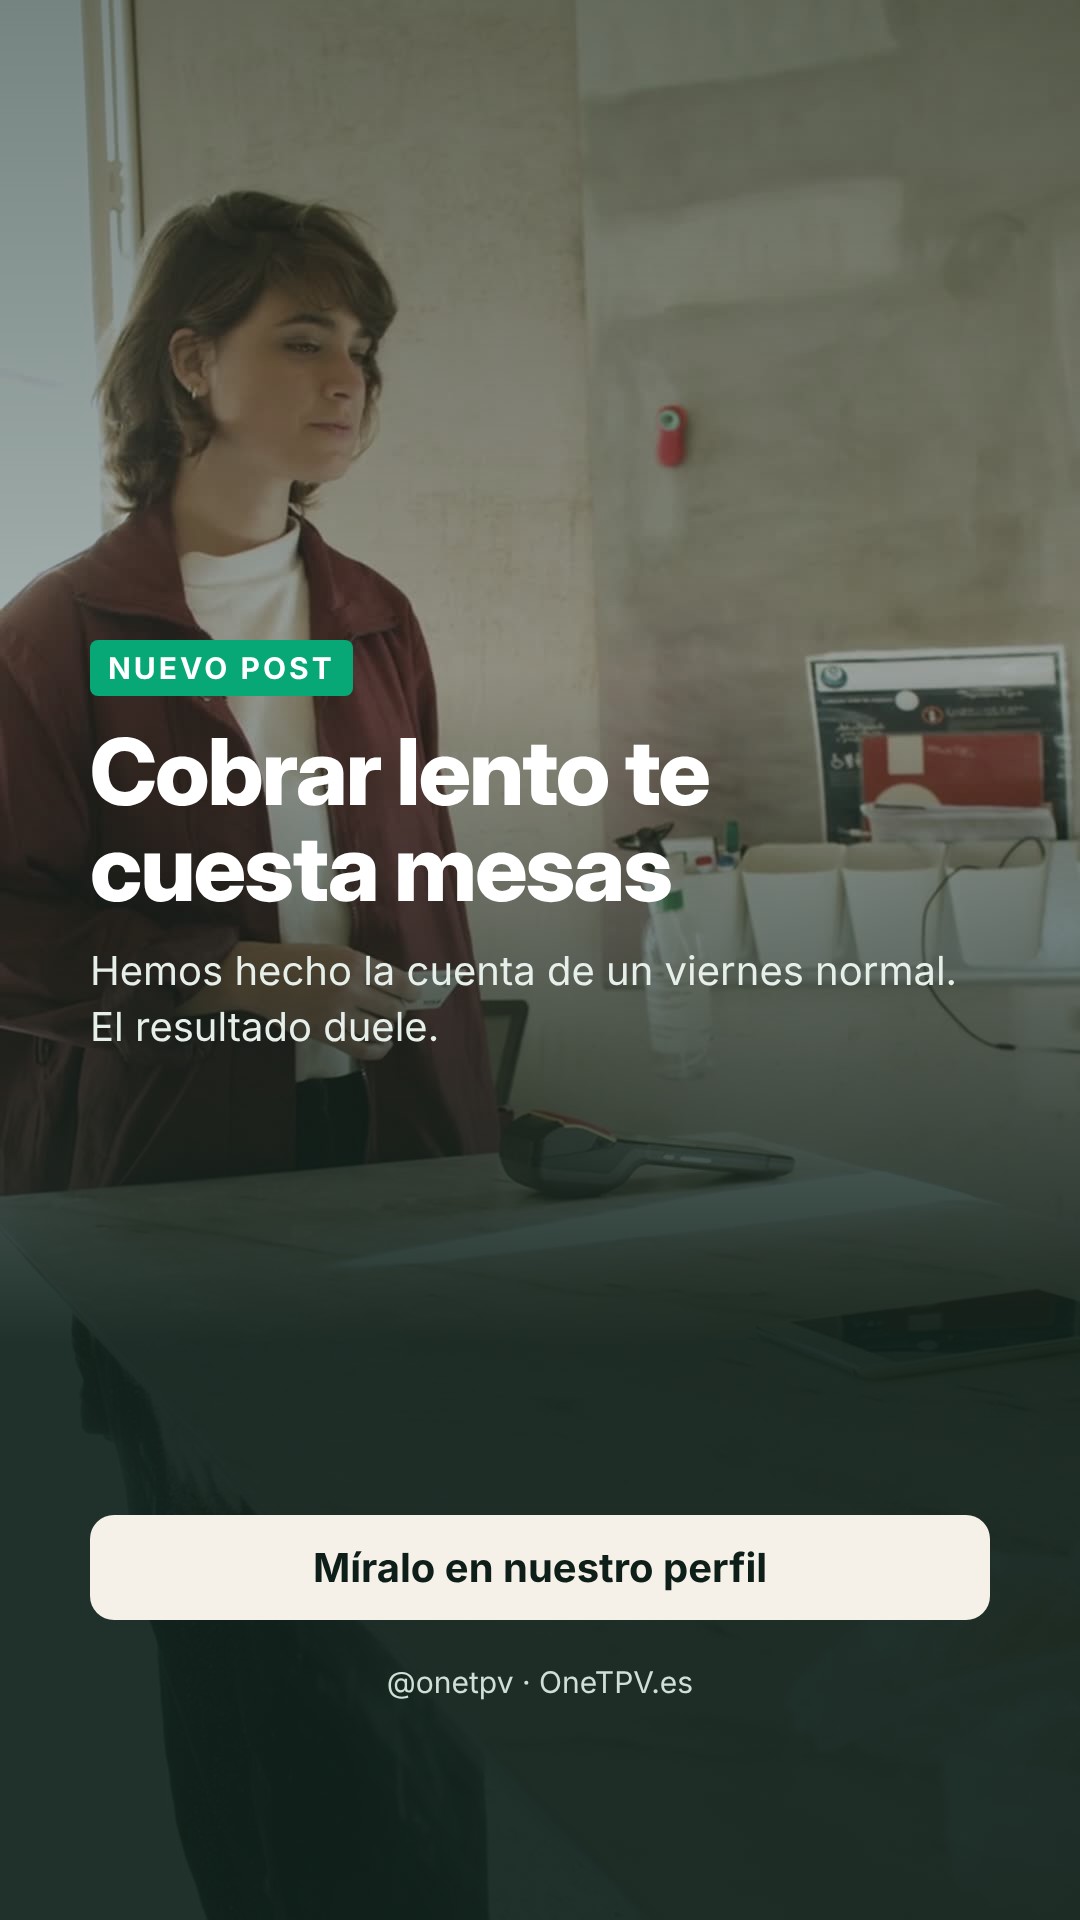 NUEVO POST
Cobrar lento te
cuesta mesas
Hemos hecho la cuenta de un viernes normal.
El resultado duele.
Míralo en nuestro perfil
@onetpv · OneTPV.es